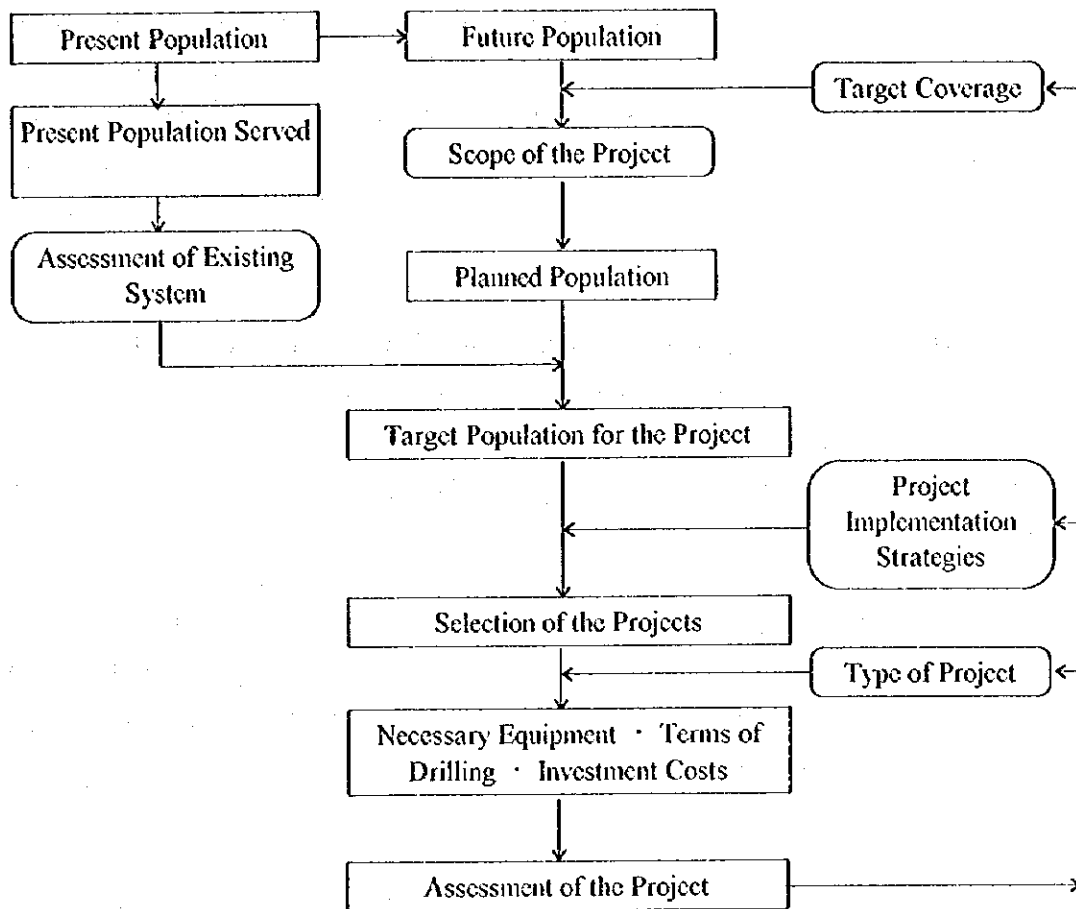 Present Population
Future Population
Target Coverage
Present Population Served
Scope of the Project
Assessment of Existing
System
Planned Population
Target Population for the Project
Project
Implementation
Strategies
Selection of the Projects
Type of Project
Necessary Equipment · Terms of
Drilling · Investment Costs
Assessment of the Project